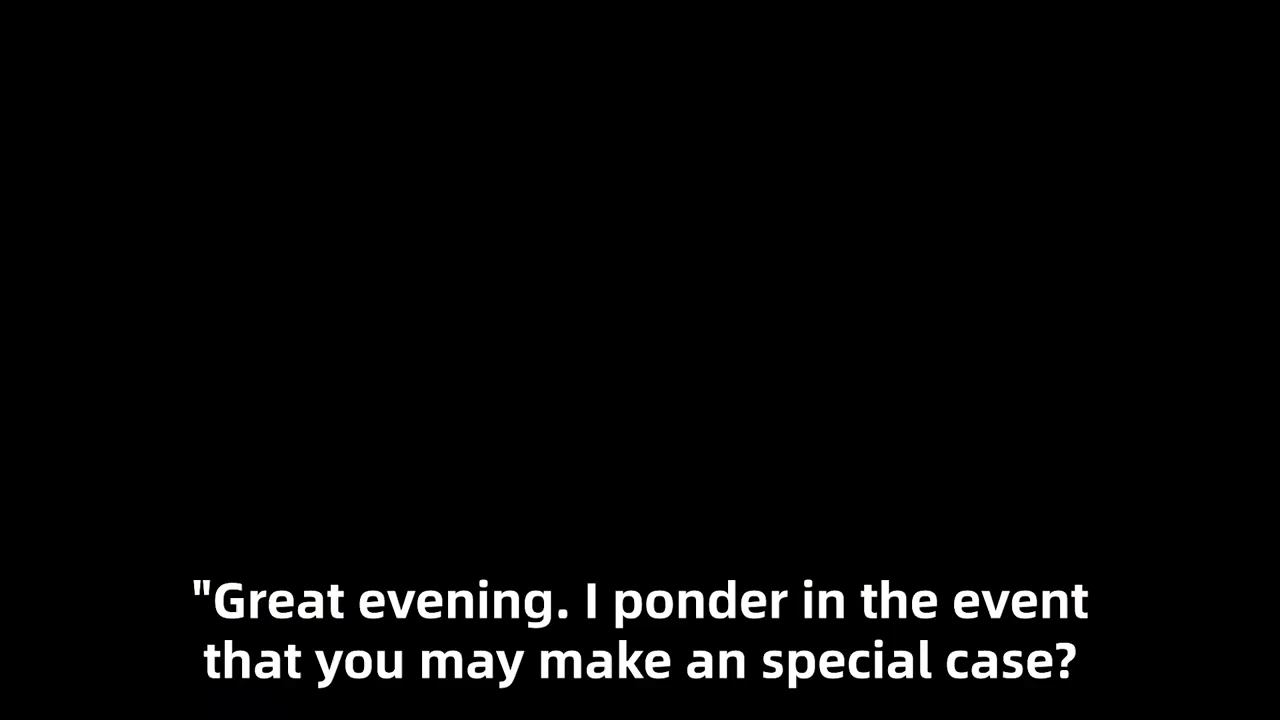 "Great evening. I ponder in the event
that you may make an special case?